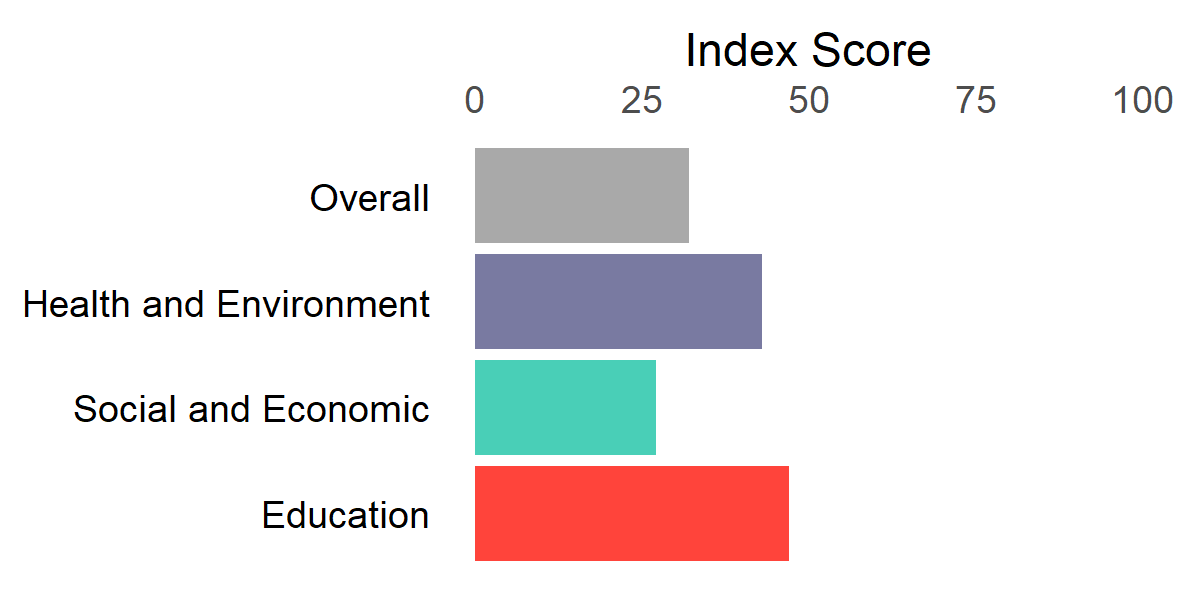 Index Score
0 25 50 75 100
Overall
Health and Environment
Social and Economic
Education